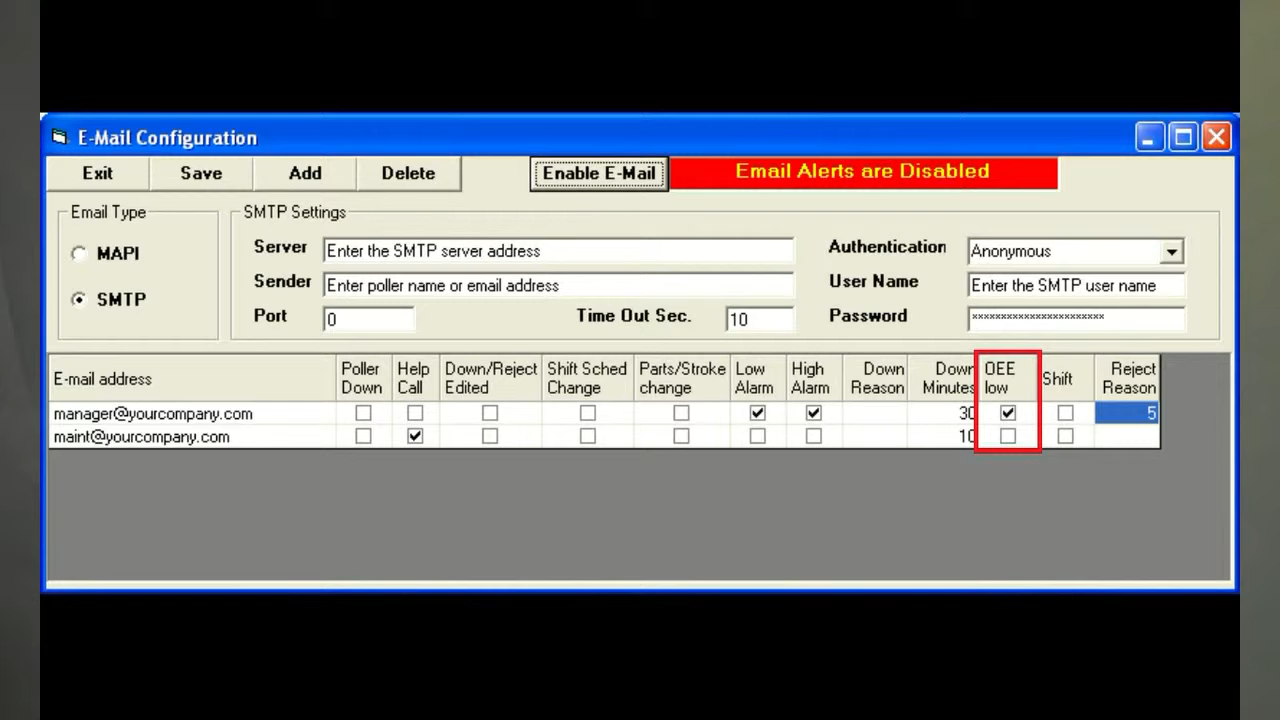 E-Mail Configuration
Exit Save Add Delete Enable E-Mail Email Alerts are Disabled
Email Type SMTP Settings
MAPI Server Enter the SMTP server address Authentication Anonymous
Sender Enter poller name or email address User Name Enter the SMTP user name
SMTP Port 0 Time Out Sec. 10 Password ***********************
E-mail address Poller Down Help Call Down/Reject Edited Shift Sched Change Parts/Stroke change Low Alarm High Alarm Down Reason Down Minutes OEE low Shift Reject Reason
manager@yourcompany.com 30 5
maint@yourcompany.com 10